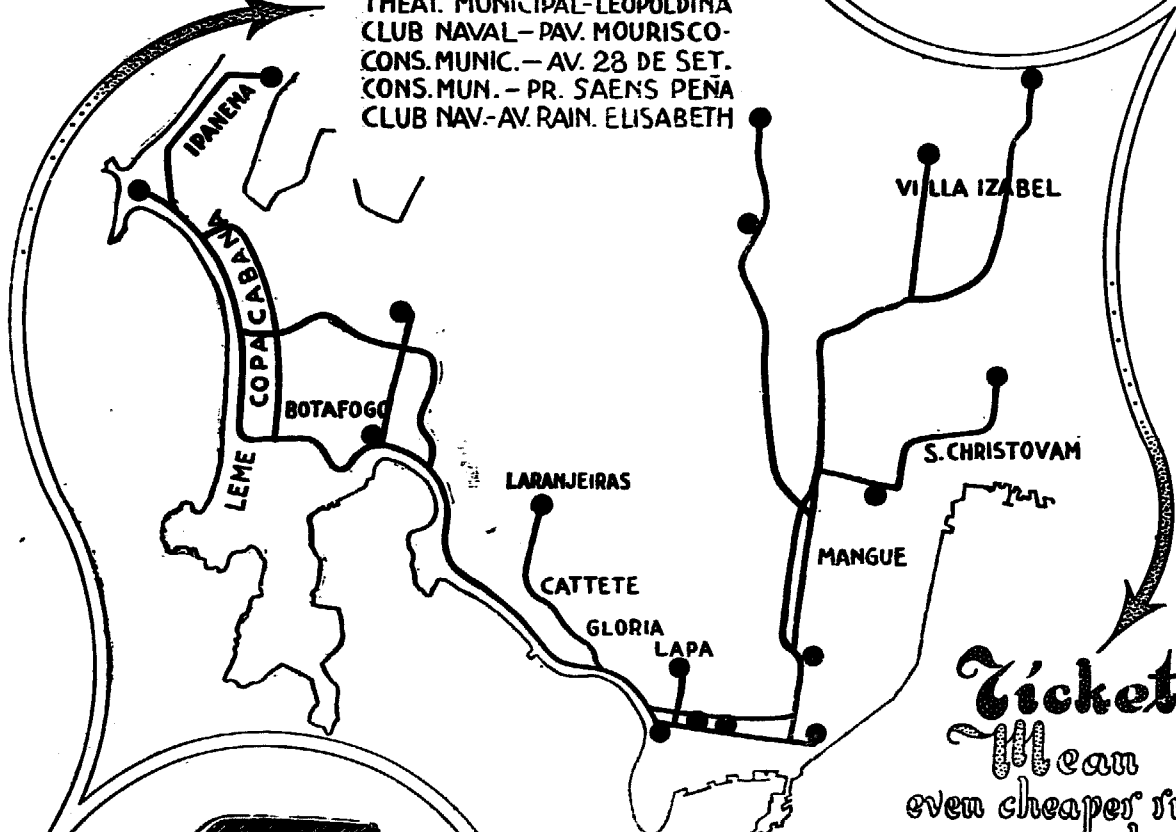 THEAT. MUNICIPAL-LEOPOLDINA
CLUB NAVAL-PAV. MOURISCO-
CONS. MUNIC.-AV. 28 DE SET.
CONS. MUN.-PR. SAENS PEÑA
CLUB NAV.-AV. RAIN. ELISABETH
IPANEMA
VILLA IZABEL
COPACABANA
BOTAFOGO
S. CHRISTOVAM
LEME
LARANJEIRAS
MANGUE
CATTETE
GLORIA
LAPA
Ticket
Mean
even cheaper